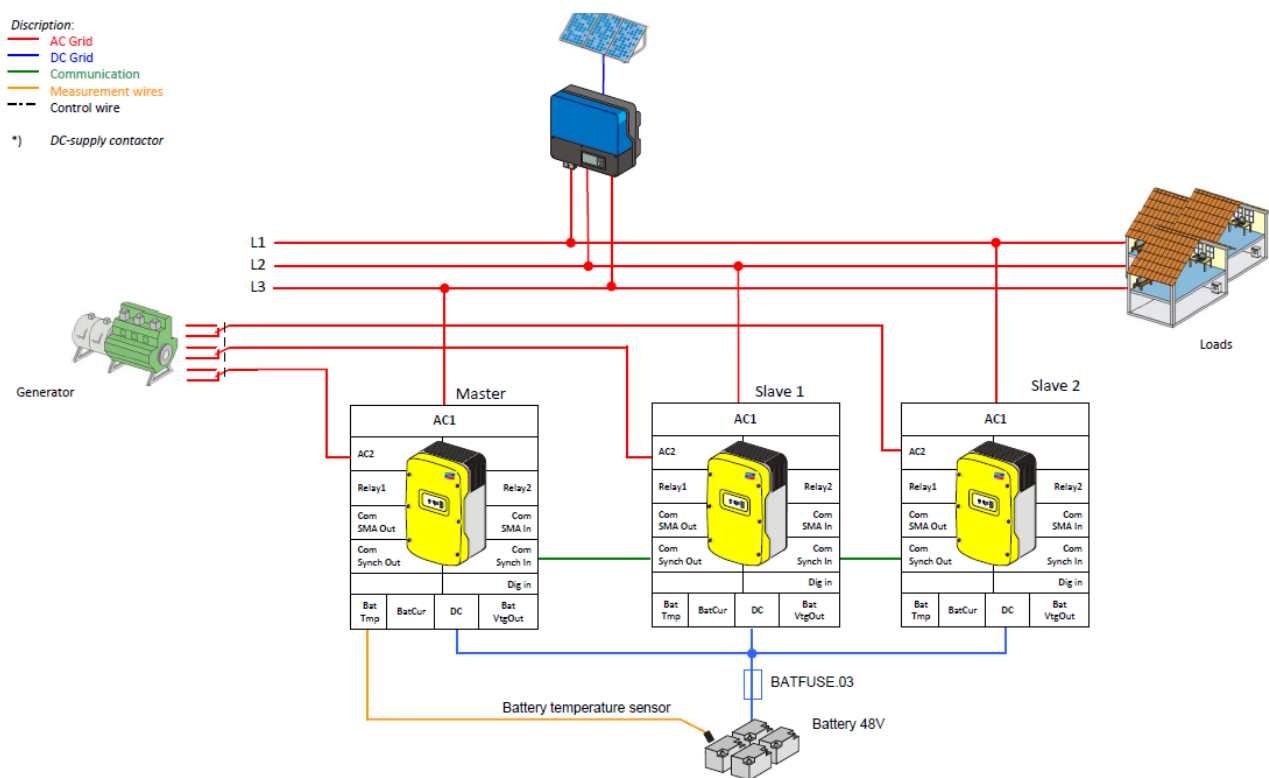 Discription:
AC Grid
DC Grid
Communication
Measurement wires
Control wire
*) DC-supply contactor
L1
L2
L3
Generator
Loads
Master
AC1
AC2
Relay1
Relay2
Com
SMA Out
Com
SMA In
Com
Synch Out
Com
Synch In
Dig in
Bat
Tmp
BatCur
DC
Bat
VtgOut
Slave 1
AC1
AC2
Relay1
Relay2
Com
SMA Out
Com
SMA In
Com
Synch Out
Com
Synch In
Dig in
Bat
Tmp
BatCur
DC
Bat
VtgOut
Slave 2
AC1
AC2
Relay1
Relay2
Com
SMA Out
Com
SMA In
Com
Synch Out
Com
Synch In
Dig in
Bat
Tmp
BatCur
DC
Bat
VtgOut
BATFUSE.03
Battery temperature sensor
Battery 48V